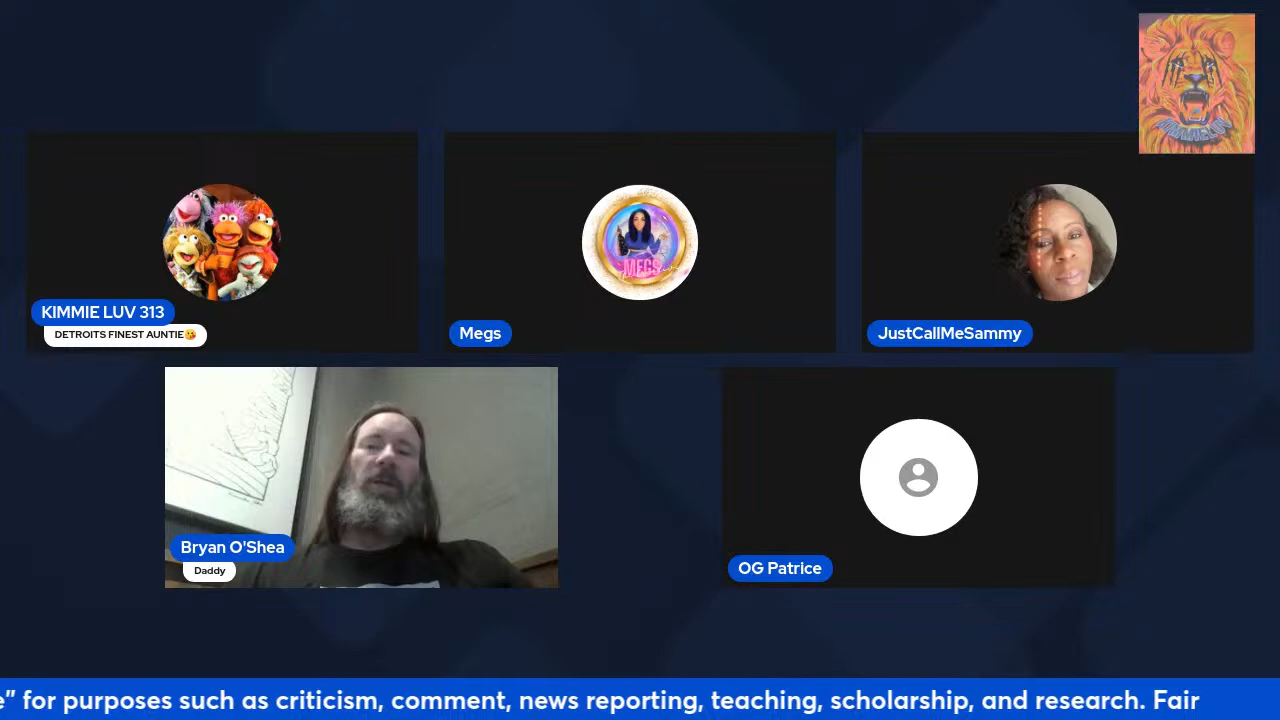 KIMMIE LUV 313
DETROITS FINEST AUNTIE😘
Megs
MEGS
JustCallMeSammy
Bryan O'Shea
Daddy
OG Patrice
e" for purposes such as criticism, comment, news reporting, teaching, scholarship, and research. Fair